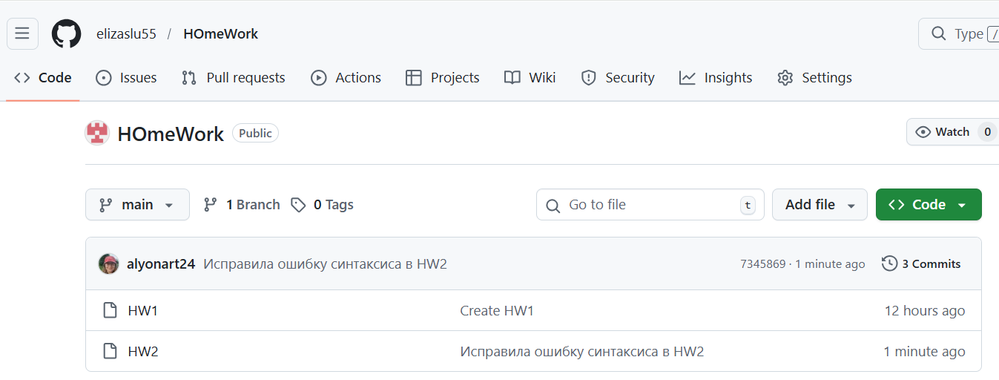 elizaslu55 / HOmeWork Type /
Code Issues Pull requests Actions Projects Wiki Security Insights Settings
HOmeWork Public Watch 0
main 1 Branch 0 Tags Go to file t Add file Code
alyonart24 Исправила ошибку синтаксиса в HW2 7345869 · 1 minute ago 3 Commits
HW1 Create HW1 12 hours ago
HW2 Исправила ошибку синтаксиса в HW2 1 minute ago